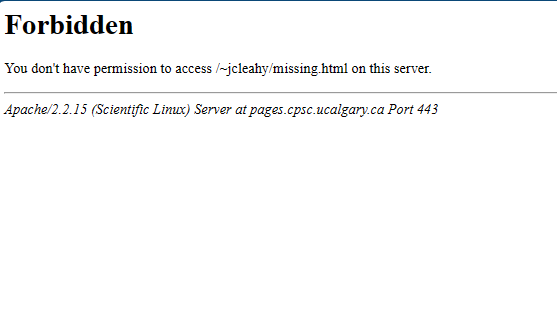 Forbidden
You don't have permission to access /~jcleahy/missing.html on this server.
Apache/2.2.15 (Scientific Linux) Server at pages.cpsc.ucalgary.ca Port 443